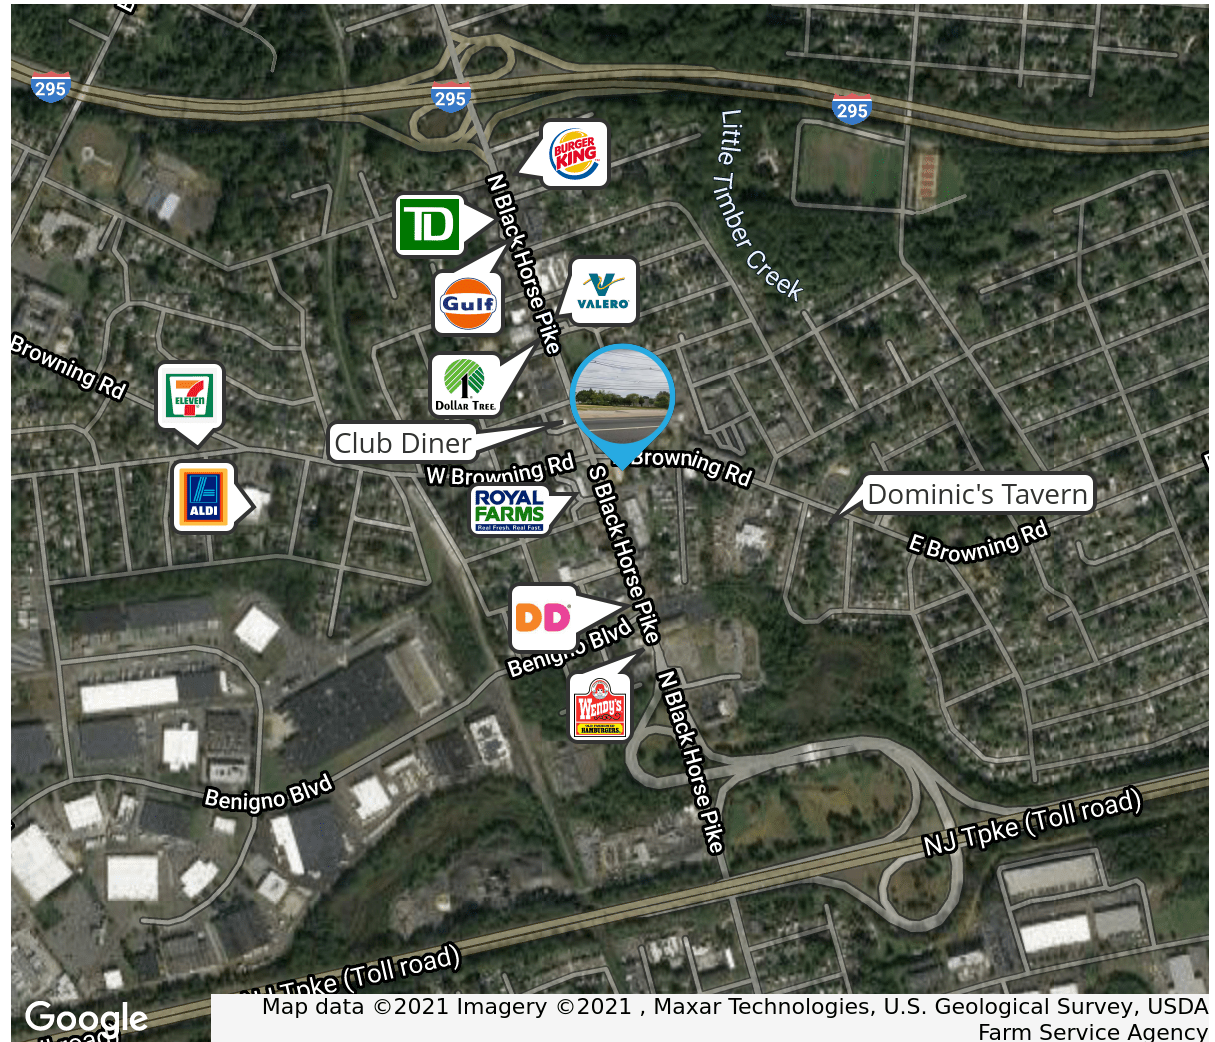 295
295
295
BURGER
KING
Little Timber Creek
N Black Horse Pike
TD
Gulf
VALERO
Browning Rd
7
ELEVEN
DOLLAR TREE
Club Diner
W Browning Rd
Browning Rd
S Black Horse Pike
ALDI
ROYAL
FARMS
Real Fresh. Real Fast.
Dominic's Tavern
E Browning Rd
DD
Benigno Blvd
WENDY'S
OLD FASHIONED
HAMBURGERS
N Black Horse Pike
Benigno Blvd
NJ Tpke (Toll road)
NJ Tpke (Toll road)
Google
Map data ©2021 Imagery ©2021 , Maxar Technologies, U.S. Geological Survey, USDA
Farm Service Agency